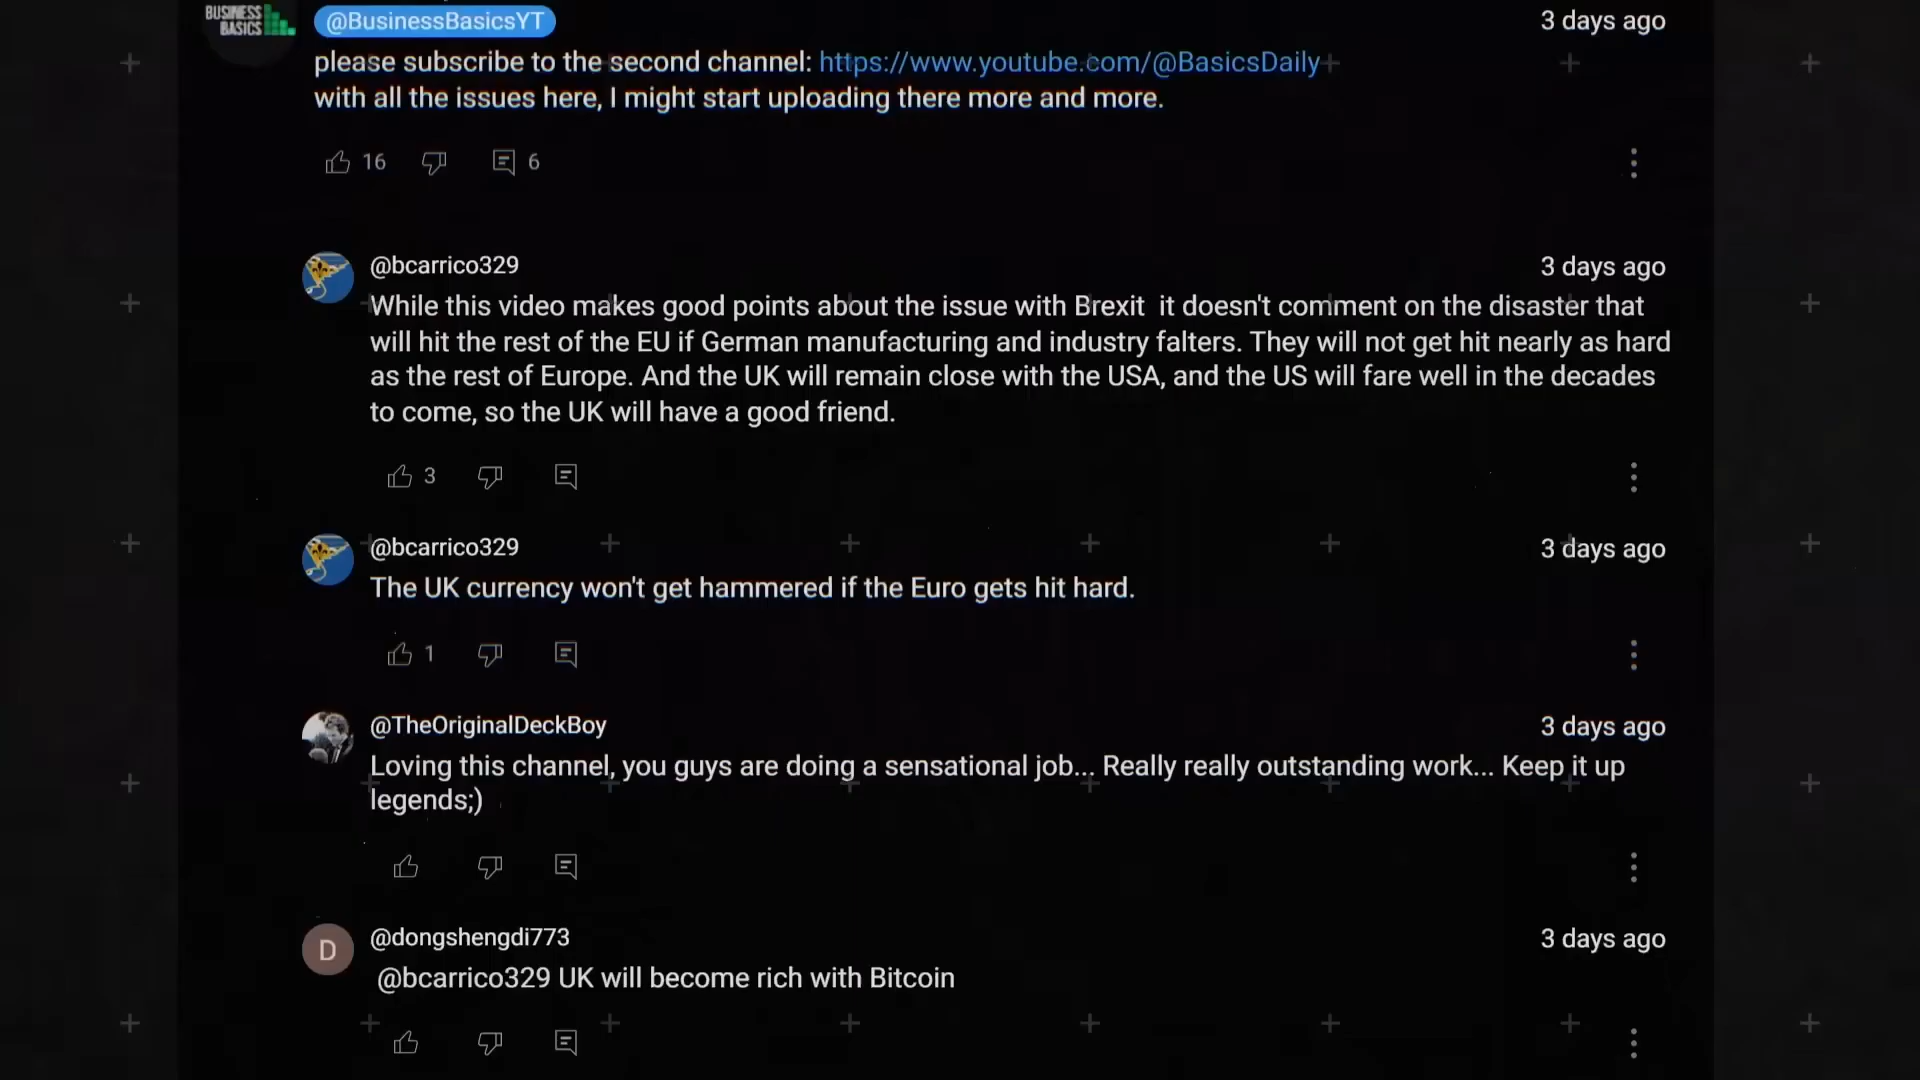 BUSINESS
BASICS
@BusinessBasicsYT
3 days ago
please subscribe to the second channel: https://www.youtube.com/@BasicsDaily
with all the issues here, I might start uploading there more and more.
16
6
@bcarrico329
3 days ago
While this video makes good points about the issue with Brexit  it doesn't comment on the disaster that
will hit the rest of the EU if German manufacturing and industry falters. They will not get hit nearly as hard
as the rest of Europe. And the UK will remain close with the USA, and the US will fare well in the decades
to come, so the UK will have a good friend.
3
@bcarrico329
3 days ago
The UK currency won't get hammered if the Euro gets hit hard.
1
@TheOriginalDeckBoy
3 days ago
Loving this channel, you guys are doing a sensational job... Really really outstanding work... Keep it up
legends;)
D
@dongshengdi773
3 days ago
@bcarrico329 UK will become rich with Bitcoin